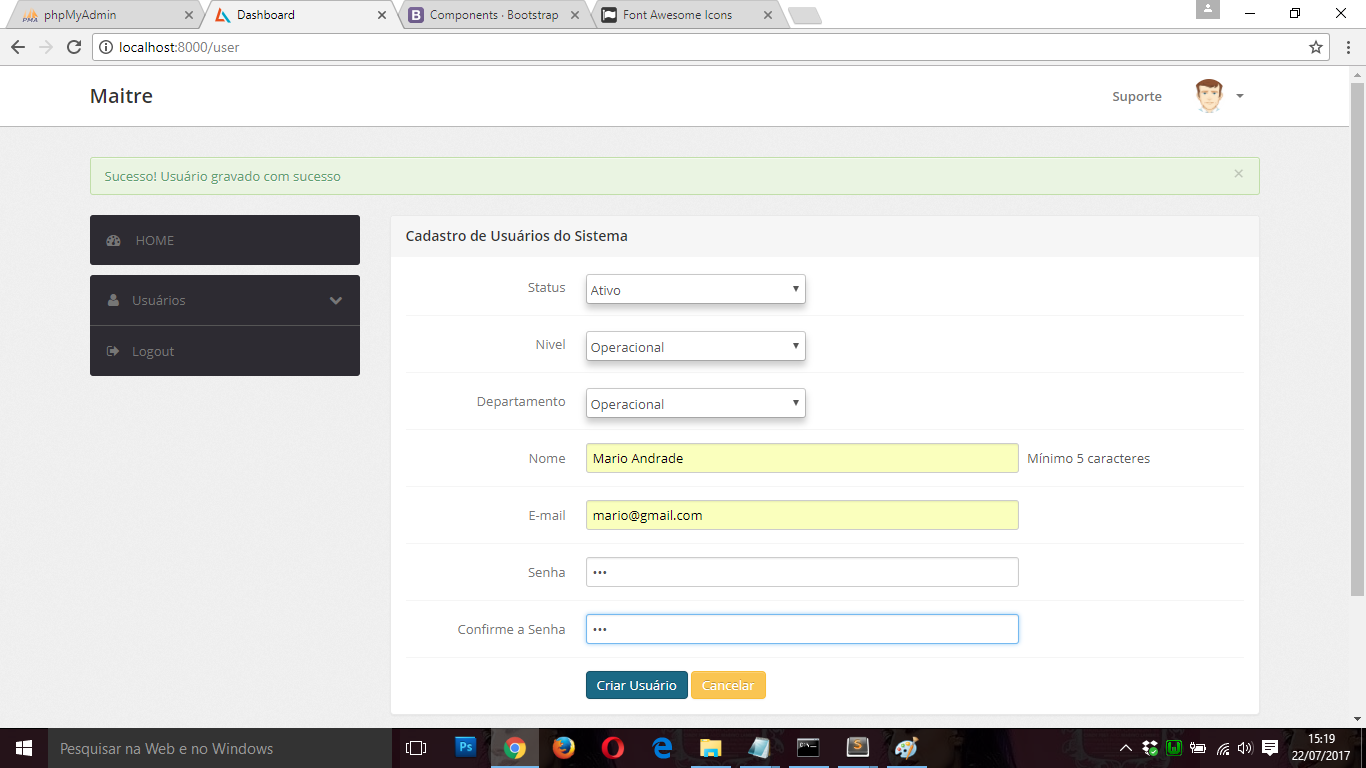 phpMyAdmin
Dashboard
Components · Bootstrap
Font Awesome Icons
localhost:8000/user
Maitre
Suporte
Sucesso! Usuário gravado com sucesso
HOME
Usuários
Logout
Cadastro de Usuários do Sistema
Status Ativo
Nivel Operacional
Departamento Operacional
Nome Mario Andrade Mínimo 5 caracteres
E-mail mario@gmail.com
Senha •••
Confirme a Senha •••
Criar Usuário Cancelar
Pesquisar na Web e no Windows
Ps
15:19
22/07/2017